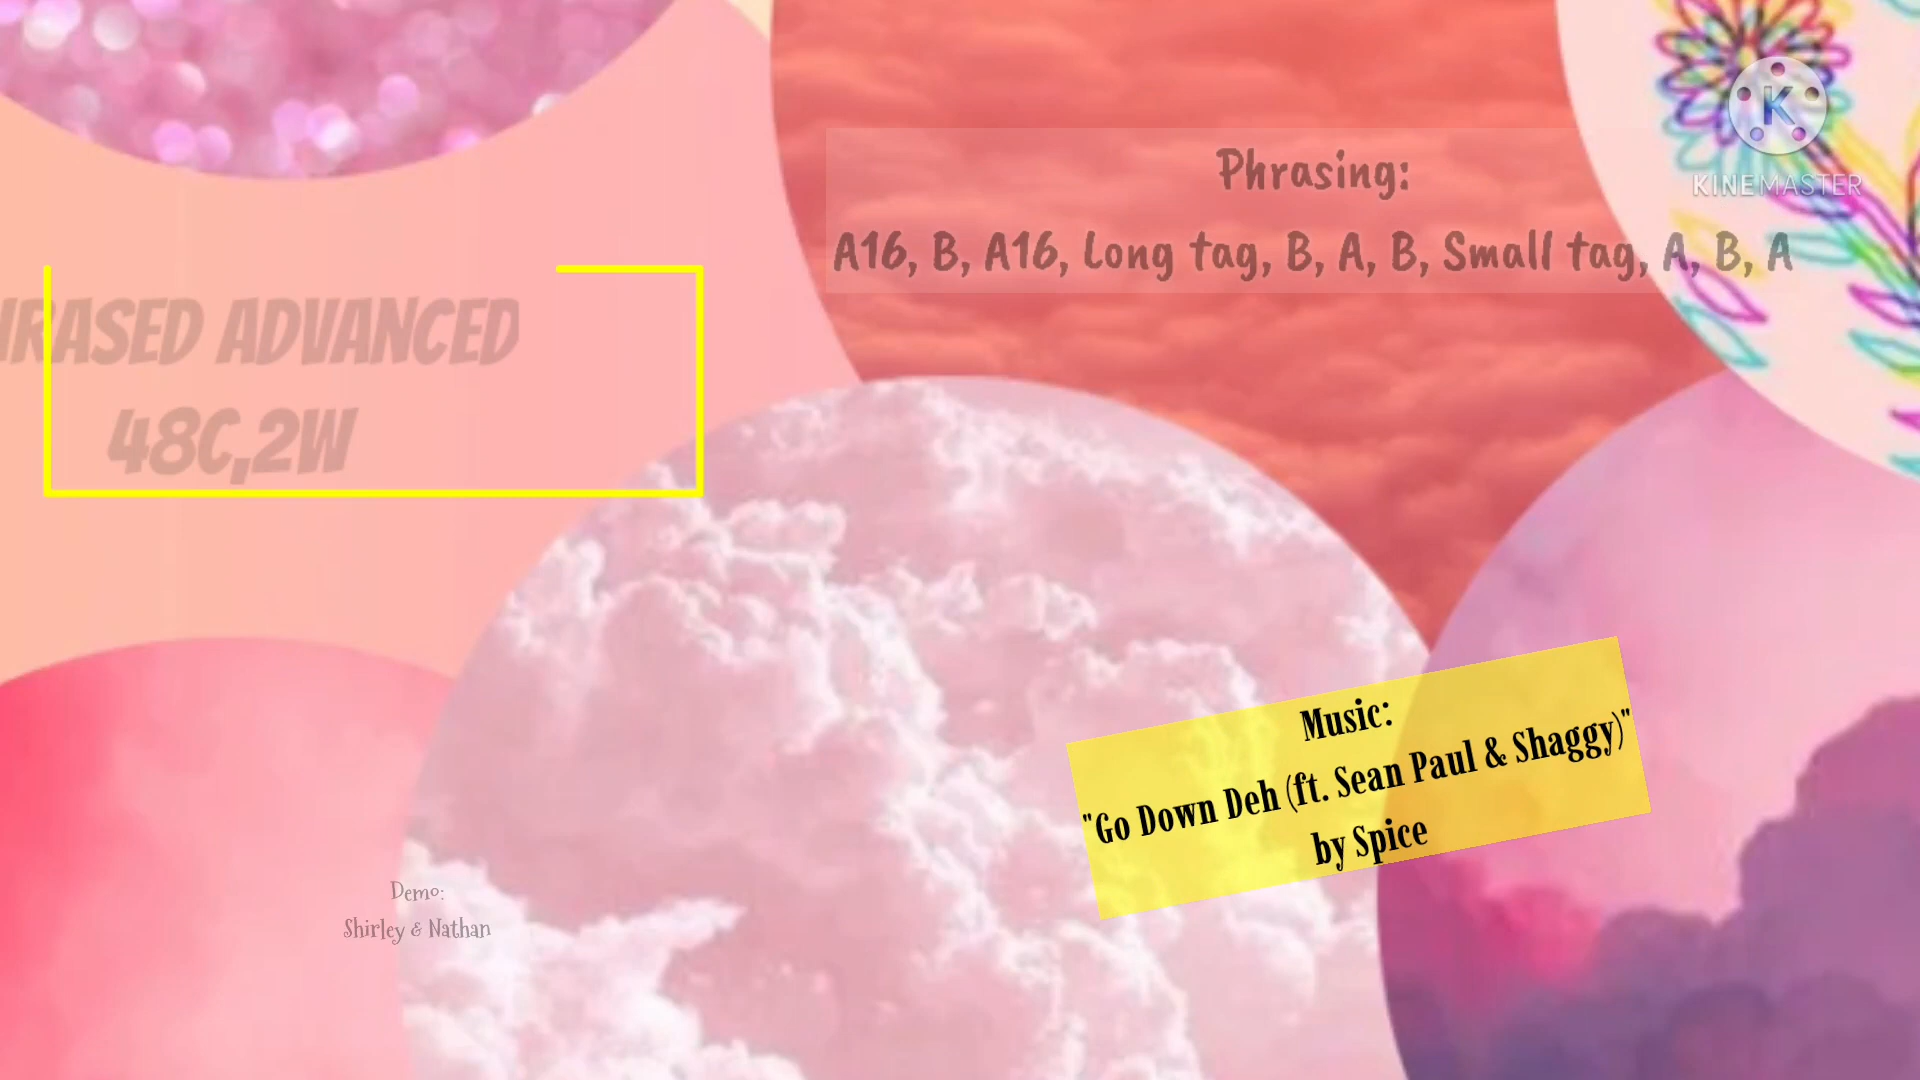 Phrasing:
A16, B, A16, Long tag, B, A, B, Small tag, A, B, A
KINEMASTER
ADVANCED
48C,2W
Music:
"Go Down Deh (ft. Sean Paul & Shaggy)"
by Spice
Demo:
Shirley & Nathan